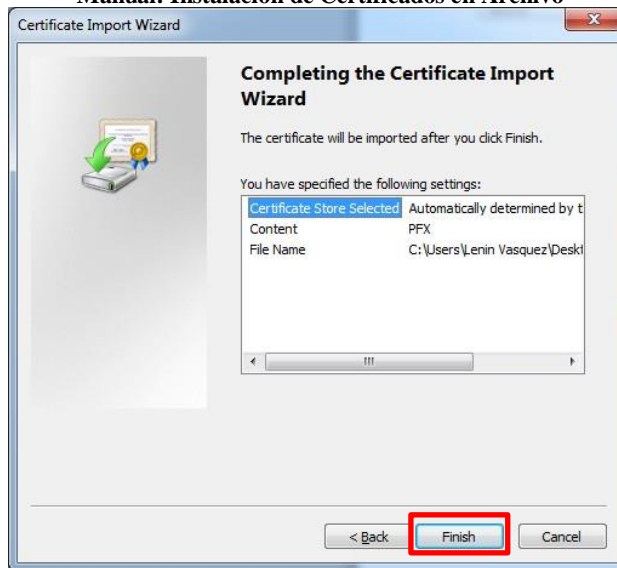 Manual: Instalación de Certificados en Archivo
Certificate Import Wizard
Completing the Certificate Import
Wizard
The certificate will be imported after you click Finish.
You have specified the following settings:
Certificate Store Selected Automatically determined by t
Content PFX
File Name C:\Users\Lenin Vasquez\Deskt
< Back Finish Cancel